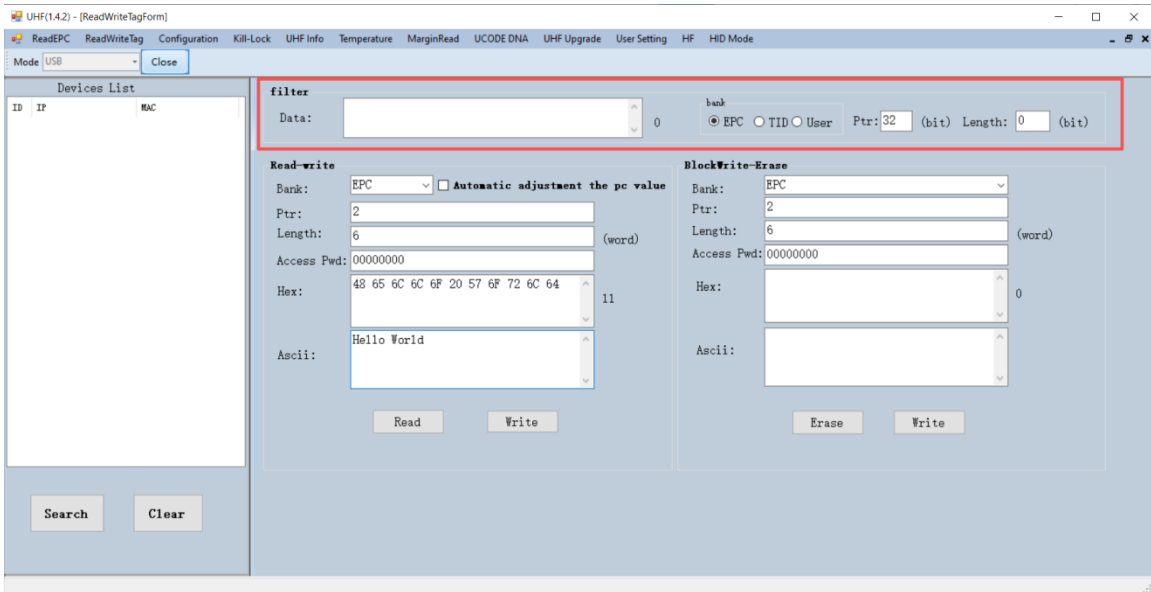 UHF(1.4.2) - [ReadWriteTagForm]
ReadEPC ReadWriteTag Configuration Kill-Lock UHF Info Temperature MarginRead UCODE DNA UHF Upgrade User Setting HF HID Mode
Mode USB Close
Devices List
ID IP MAC
Search Clear
filter
Data: 0
bank
EPC TID User Ptr: 32 (bit) Length: 0 (bit)
Read-write
Bank: EPC Automatic adjustment the pc value
Ptr: 2
Length: 6 (word)
Access Pwd: 00000000
Hex: 48 65 6C 6C 6F 20 57 6F 72 6C 64 11
Ascii: Hello World
Read Write
BlockWrite-Erase
Bank: EPC
Ptr: 2
Length: 6 (word)
Access Pwd: 00000000
Hex: 0
Ascii:
Erase Write